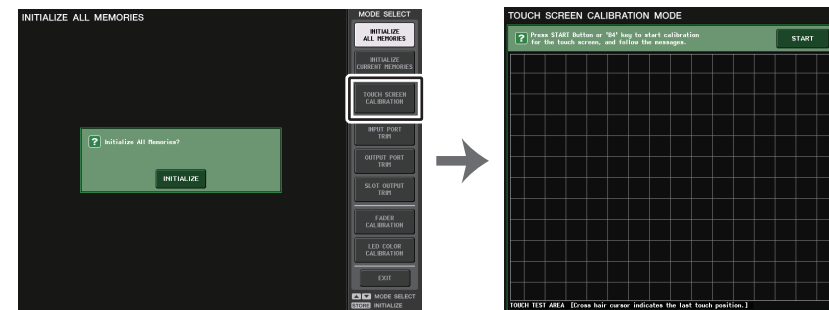 INITIALIZE ALL MEMORIES
Initialize All Memories?
INITIALIZE
MODE SELECT
INITIALIZE
ALL MEMORIES
INITIALIZE
CURRENT MEMORIES
TOUCH SCREEN
CALIBRATION
INPUT PORT
TRIM
OUTPUT PORT
TRIM
SLOT OUTPUT
TRIM
FADER
CALIBRATION
LED COLOR
CALIBRATION
EXIT
MODE SELECT
STORE INITIALIZE
TOUCH SCREEN CALIBRATION MODE
Press START Button or "B4" key to start calibration
for the touch screen, and follow the messages.
START
TOUCH TEST AREA [Cross hair cursor indicates the last touch position.]